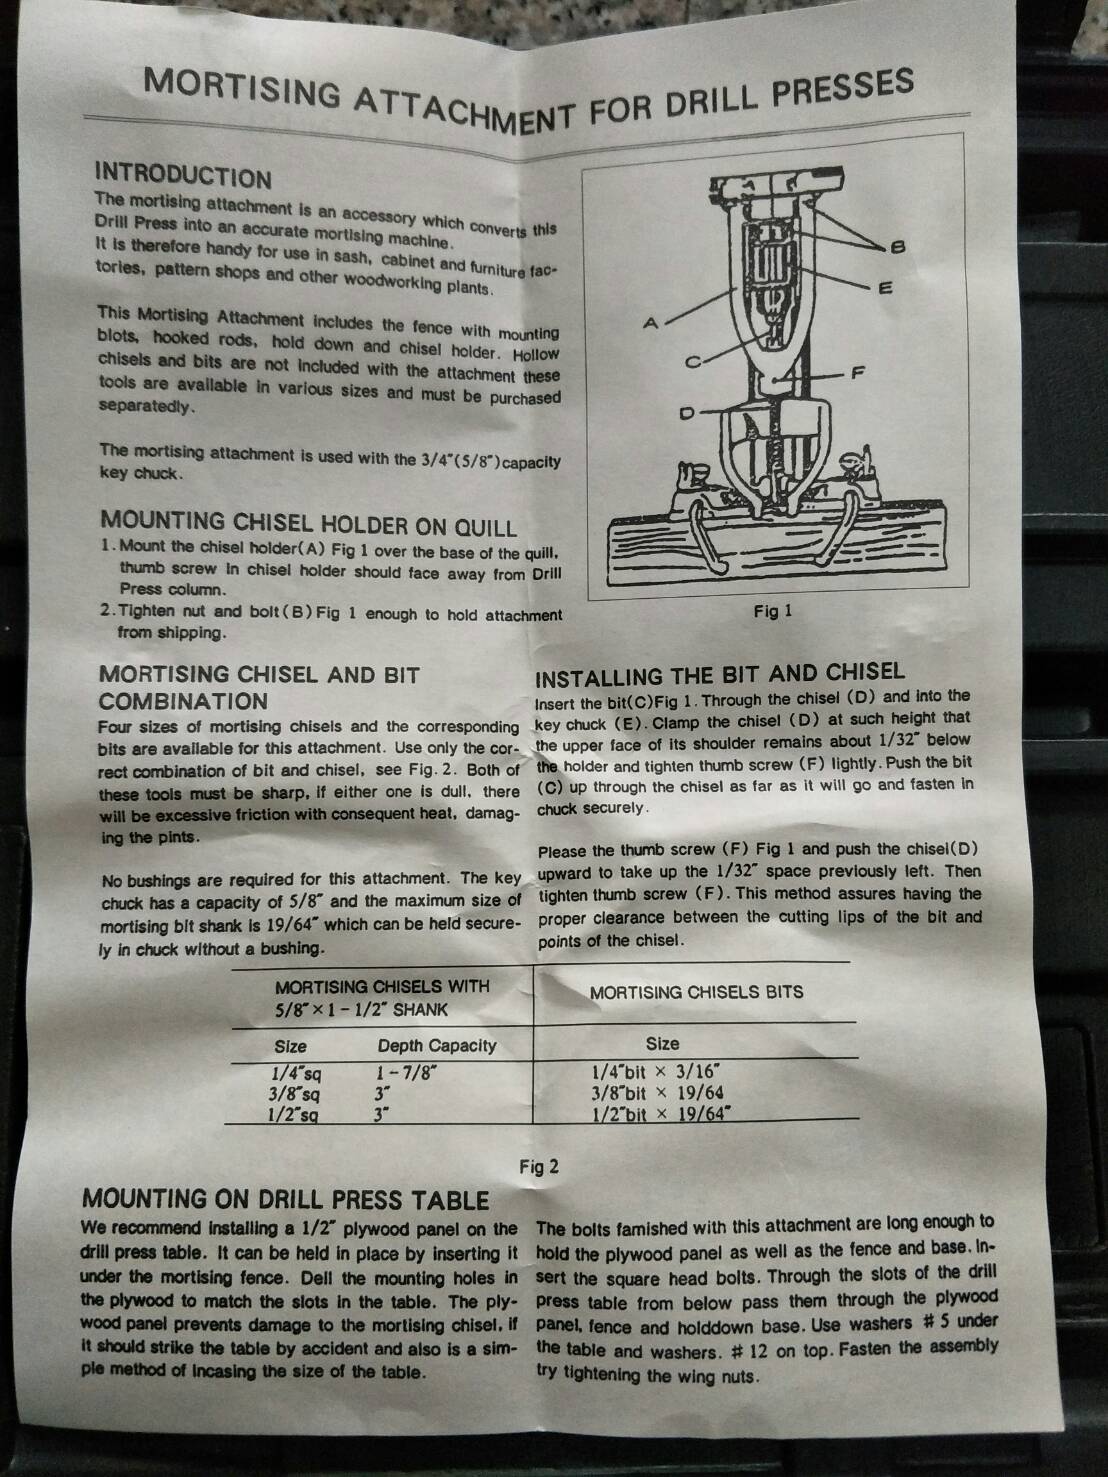 MORTISING ATTACHMENT FOR DRILL PRESSES
INTRODUCTION
The mortising attachment is an accessory which converts this
Drill Press into an accurate mortising machine.
It is therefore handy for use in sash, cabinet and furniture fac-
tories, pattern shops and other woodworking plants.
This Mortising Attachment includes the fence with mounting
blots, hooked rods, hold down and chisel holder. Hollow
chisels and bits are not included with the attachment these
tools are available in various sizes and must be purchased
separatedly.
The mortising attachment is used with the 3/4″(5/8″)capacity
key chuck.
MOUNTING CHISEL HOLDER ON QUILL
1. Mount the chisel holder(A) Fig 1 over the base of the quill,
thumb screw in chisel holder should face away from Drill
Press column.
2. Tighten nut and bolt(B) Fig 1 enough to hold attachment
from shipping.
A
B
E
C
F
D
Fig 1
MORTISING CHISEL AND BIT
COMBINATION
Four sizes of mortising chisels and the corresponding
bits are available for this attachment. Use only the cor-
rect combination of bit and chisel, see Fig. 2. Both of
these tools must be sharp, if either one is dull, there
will be excessive friction with consequent heat, damag-
ing the pints.
No bushings are required for this attachment. The key
chuck has a capacity of 5/8″ and the maximum size of
mortising bit shank is 19/64″ which can be held secure-
ly in chuck without a bushing.
INSTALLING THE BIT AND CHISEL
Insert the bit(C)Fig 1. Through the chisel (D) and into the
key chuck (E). Clamp the chisel (D) at such height that
the upper face of its shoulder remains about 1/32″ below
the holder and tighten thumb screw (F) lightly. Push the bit
(C) up through the chisel as far as it will go and fasten in
chuck securely.
Please the thumb screw (F) Fig 1 and push the chisel(D)
upward to take up the 1/32″ space previously left. Then
tighten thumb screw (F). This method assures having the
proper clearance between the cutting lips of the bit and
points of the chisel.
MORTISING CHISELS WITH
5/8″ × 1 - 1/2″ SHANK
MORTISING CHISELS BITS
Size Depth Capacity Size
1/4″sq 1 - 7/8″ 1/4″bit × 3/16″
3/8″sq 3″ 3/8″bit × 19/64
1/2″sq 3″ 1/2″bit × 19/64″
Fig 2
MOUNTING ON DRILL PRESS TABLE
We recommend installing a 1/2″ plywood panel on the
drill press table. It can be held in place by inserting it
under the mortising fence. Dell the mounting holes in
the plywood to match the slots in the table. The ply-
wood panel prevents damage to the mortising chisel, if
it should strike the table by accident and also is a sim-
ple method of incasing the size of the table.
The bolts famished with this attachment are long enough to
hold the plywood panel as well as the fence and base. In-
sert the square head bolts. Through the slots of the drill
press table from below pass them through the plywood
panel, fence and holddown base. Use washers # 5 under
the table and washers. # 12 on top. Fasten the assembly
try tightening the wing nuts.